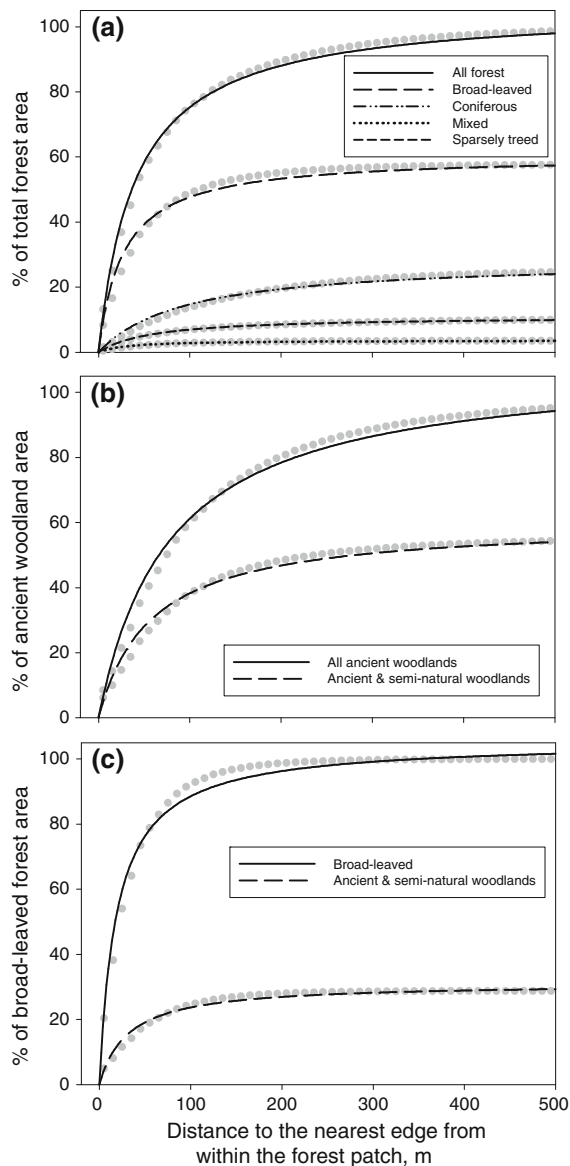 (a)
100
80
60
40
20
0
% of total forest area
All forest
Broad-leaved
Coniferous
Mixed
Sparsely treed
(b)
100
80
60
40
20
0
% of ancient woodland area
All ancient woodlands
Ancient & semi-natural woodlands
(c)
100
80
60
40
20
0
% of broad-leaved forest area
Broad-leaved
Ancient & semi-natural woodlands
0 100 200 300 400 500
Distance to the nearest edge from
within the forest patch, m